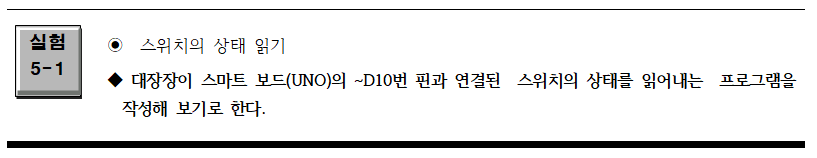 실험
5-1
◉ 스위치의 상태 읽기
◆ 대장장이 스마트 보드(UNO)의 ~D10번 핀과 연결된 스위치의 상태를 읽어내는 프로그램을
작성해 보기로 한다.